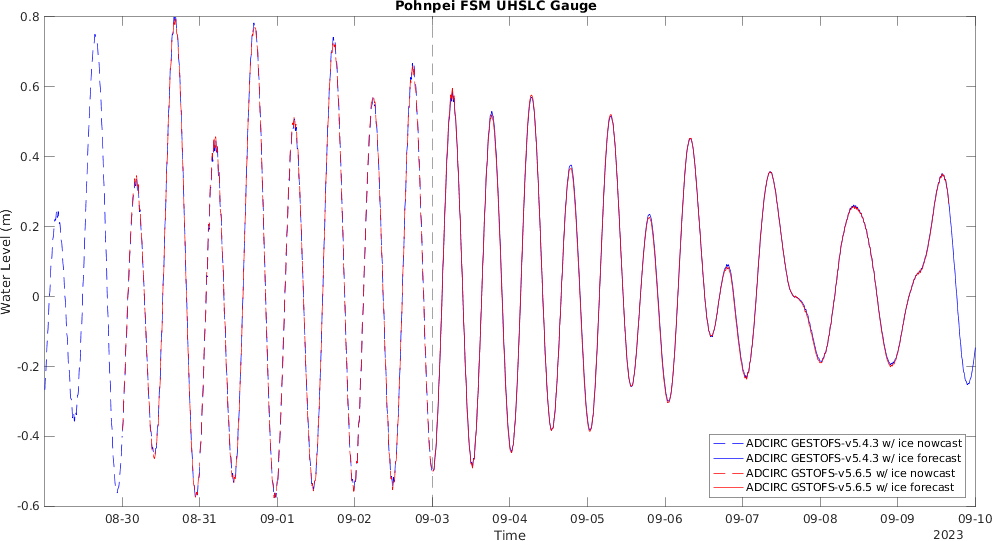 Pohnpei FSM UHSLC Gauge
0.8
0.6
0.4
0.2
0
-0.2
-0.4
-0.6
Water Level (m)
ADCIRC GESTOFS-v5.4.3 w/ ice nowcast
ADCIRC GESTOFS-v5.4.3 w/ ice forecast
ADCIRC GSTOFS-v5.6.5 w/ ice nowcast
ADCIRC GSTOFS-v5.6.5 w/ ice forecast
08-30 08-31 09-01 09-02 09-03 09-04 09-05 09-06 09-07 09-08 09-09 09-10
Time
2023